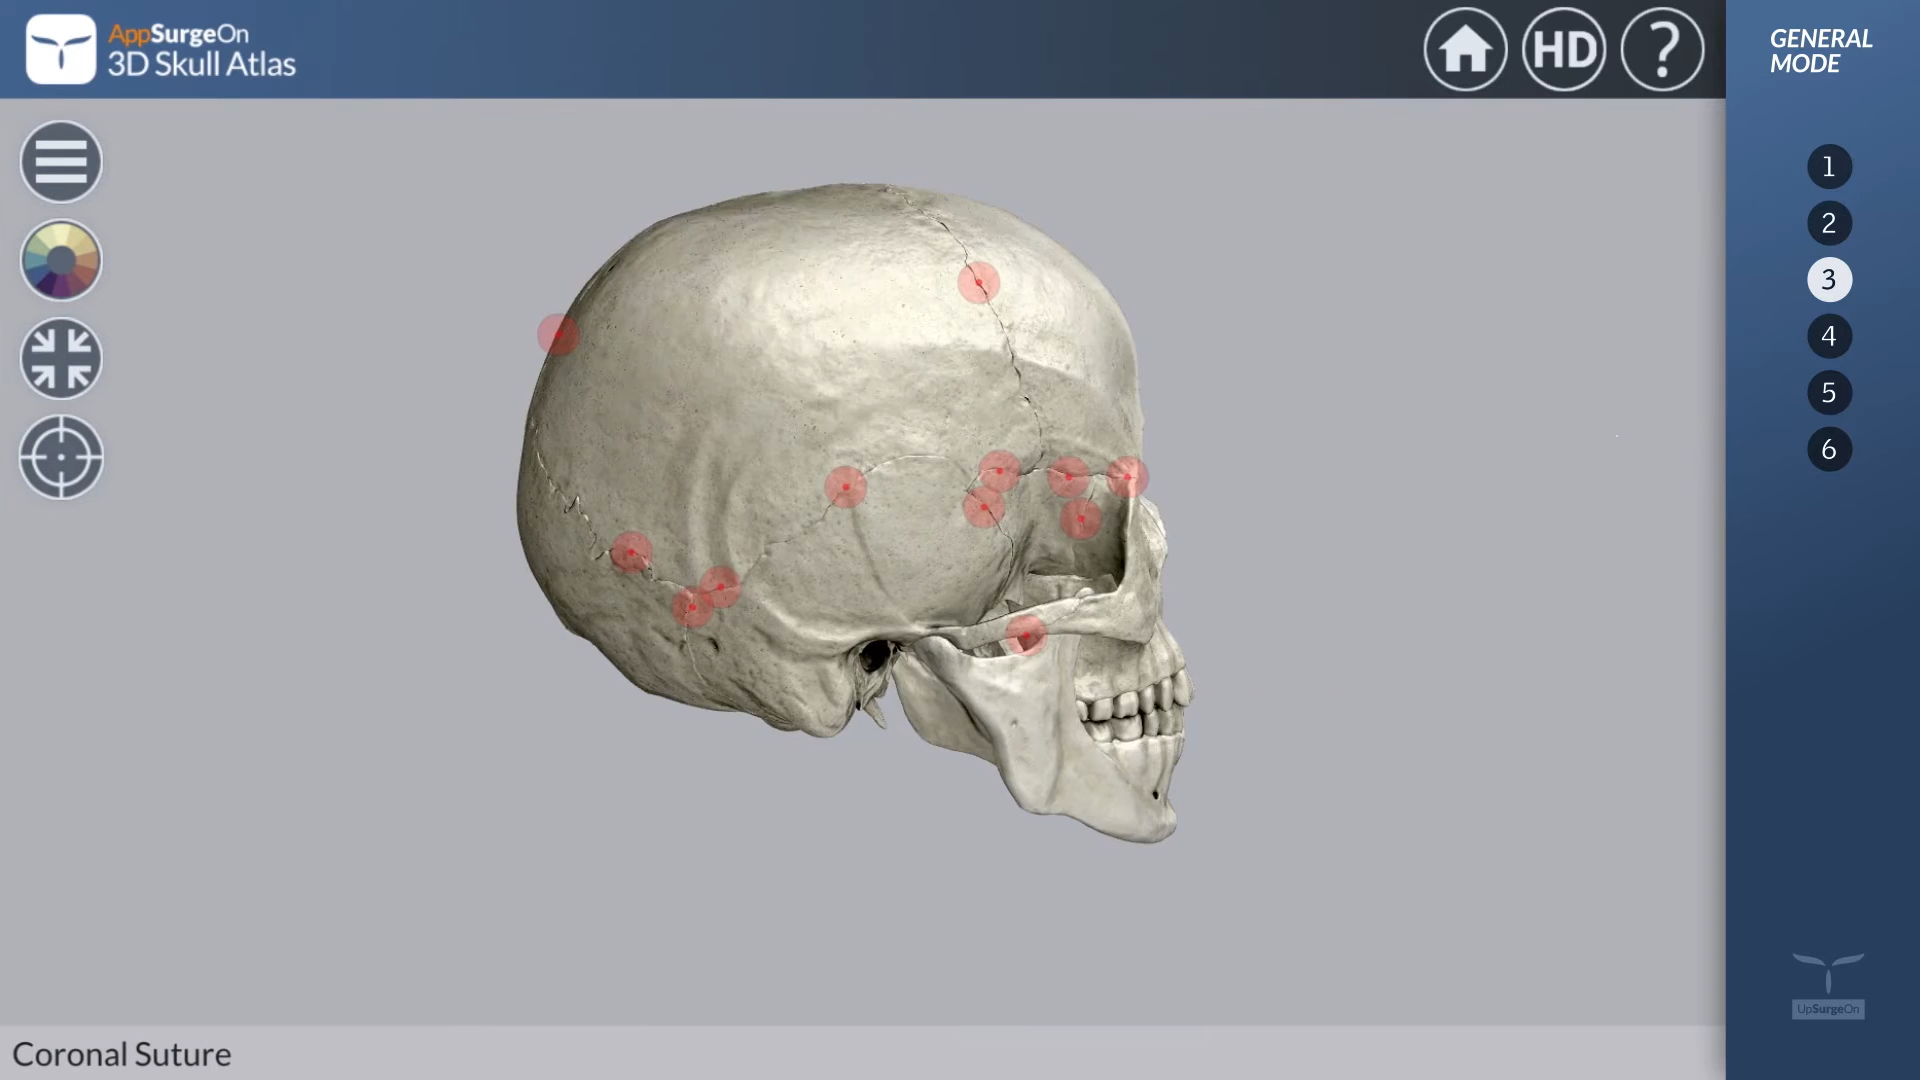 AppSurgeOn
3D Skull Atlas
HD
?
GENERAL
MODE
1
2
3
4
5
6
UpSurgeOn
Coronal Suture